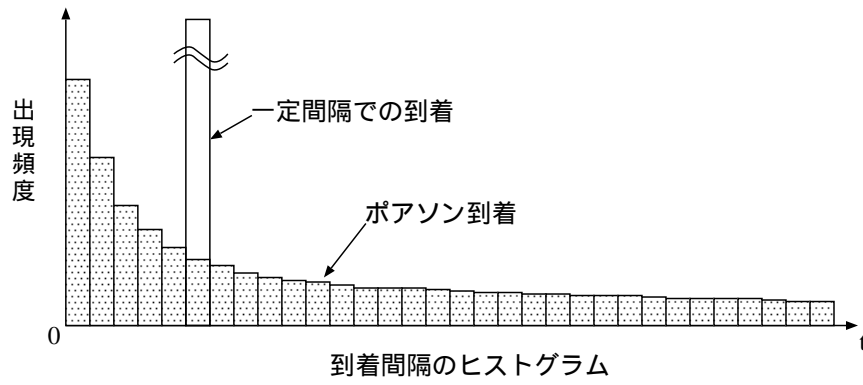 出現頻度
一定間隔での到着
ポアソン到着
0
t
到着間隔のヒストグラム